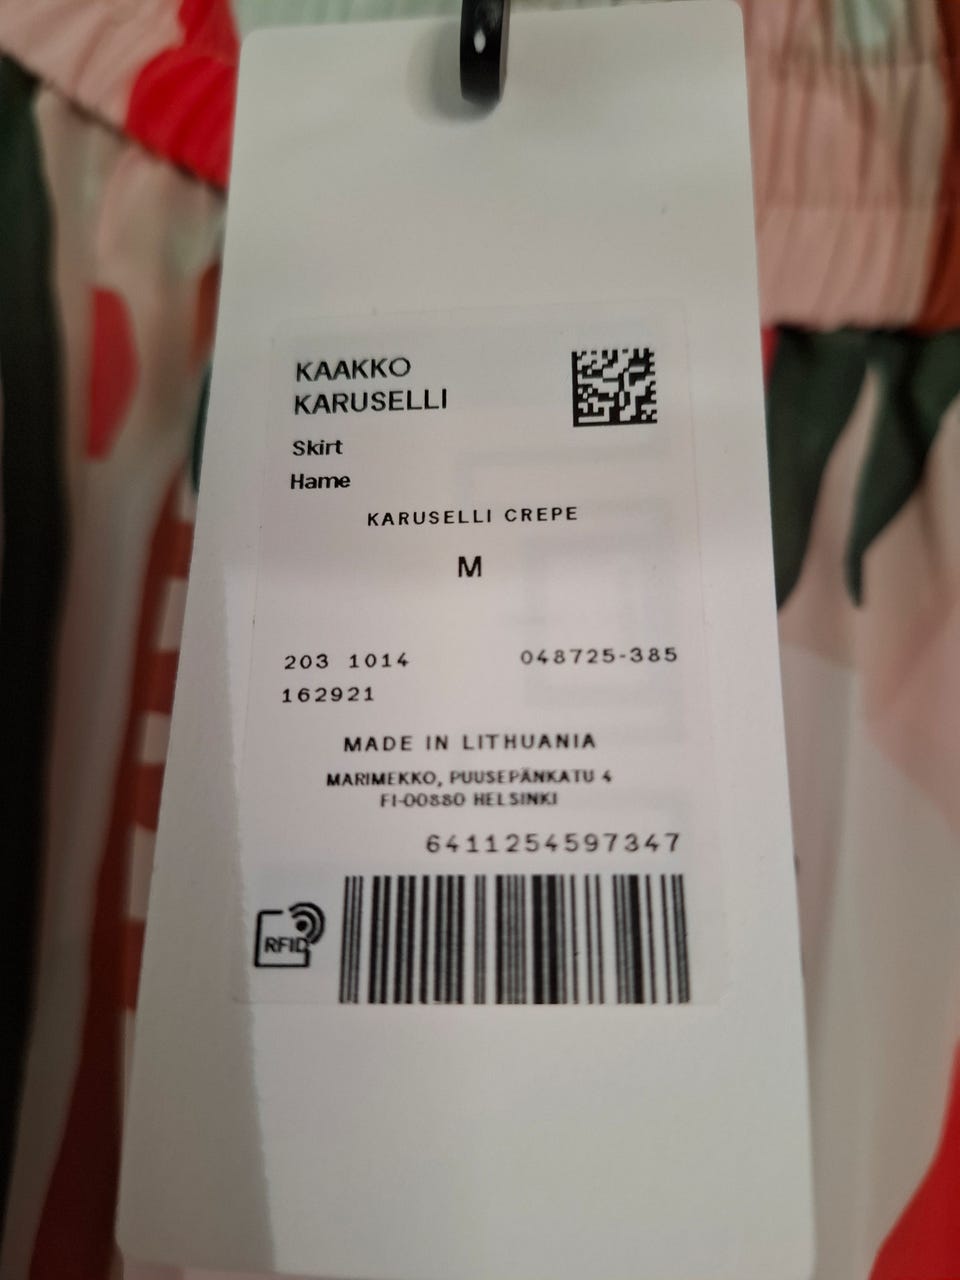 KAAKKO
KARUSELLI
Skirt
Hame
KARUSELLI CREPE
M
203 1014 048725-385
162921
MADE IN LITHUANIA
MARIMEKKO, PUUSEPÄNKATU 4
FI-00880 HELSINKI
6411254597347
RFID